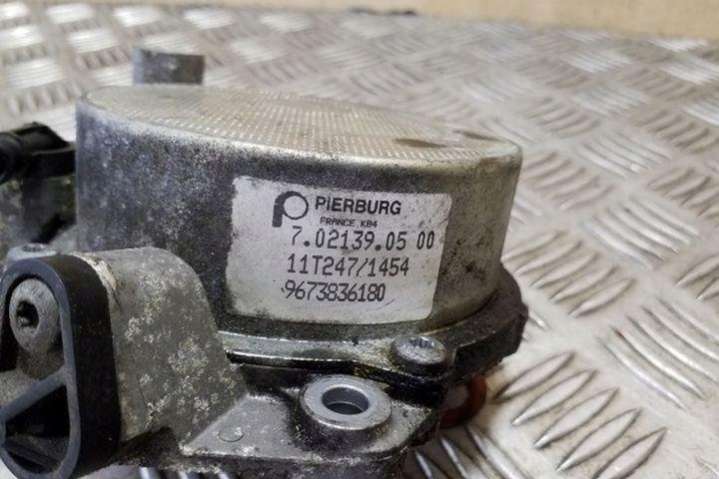 PiERBURG
FRANCE KB4
7.02139.05 00
11T247/1454
9673836180